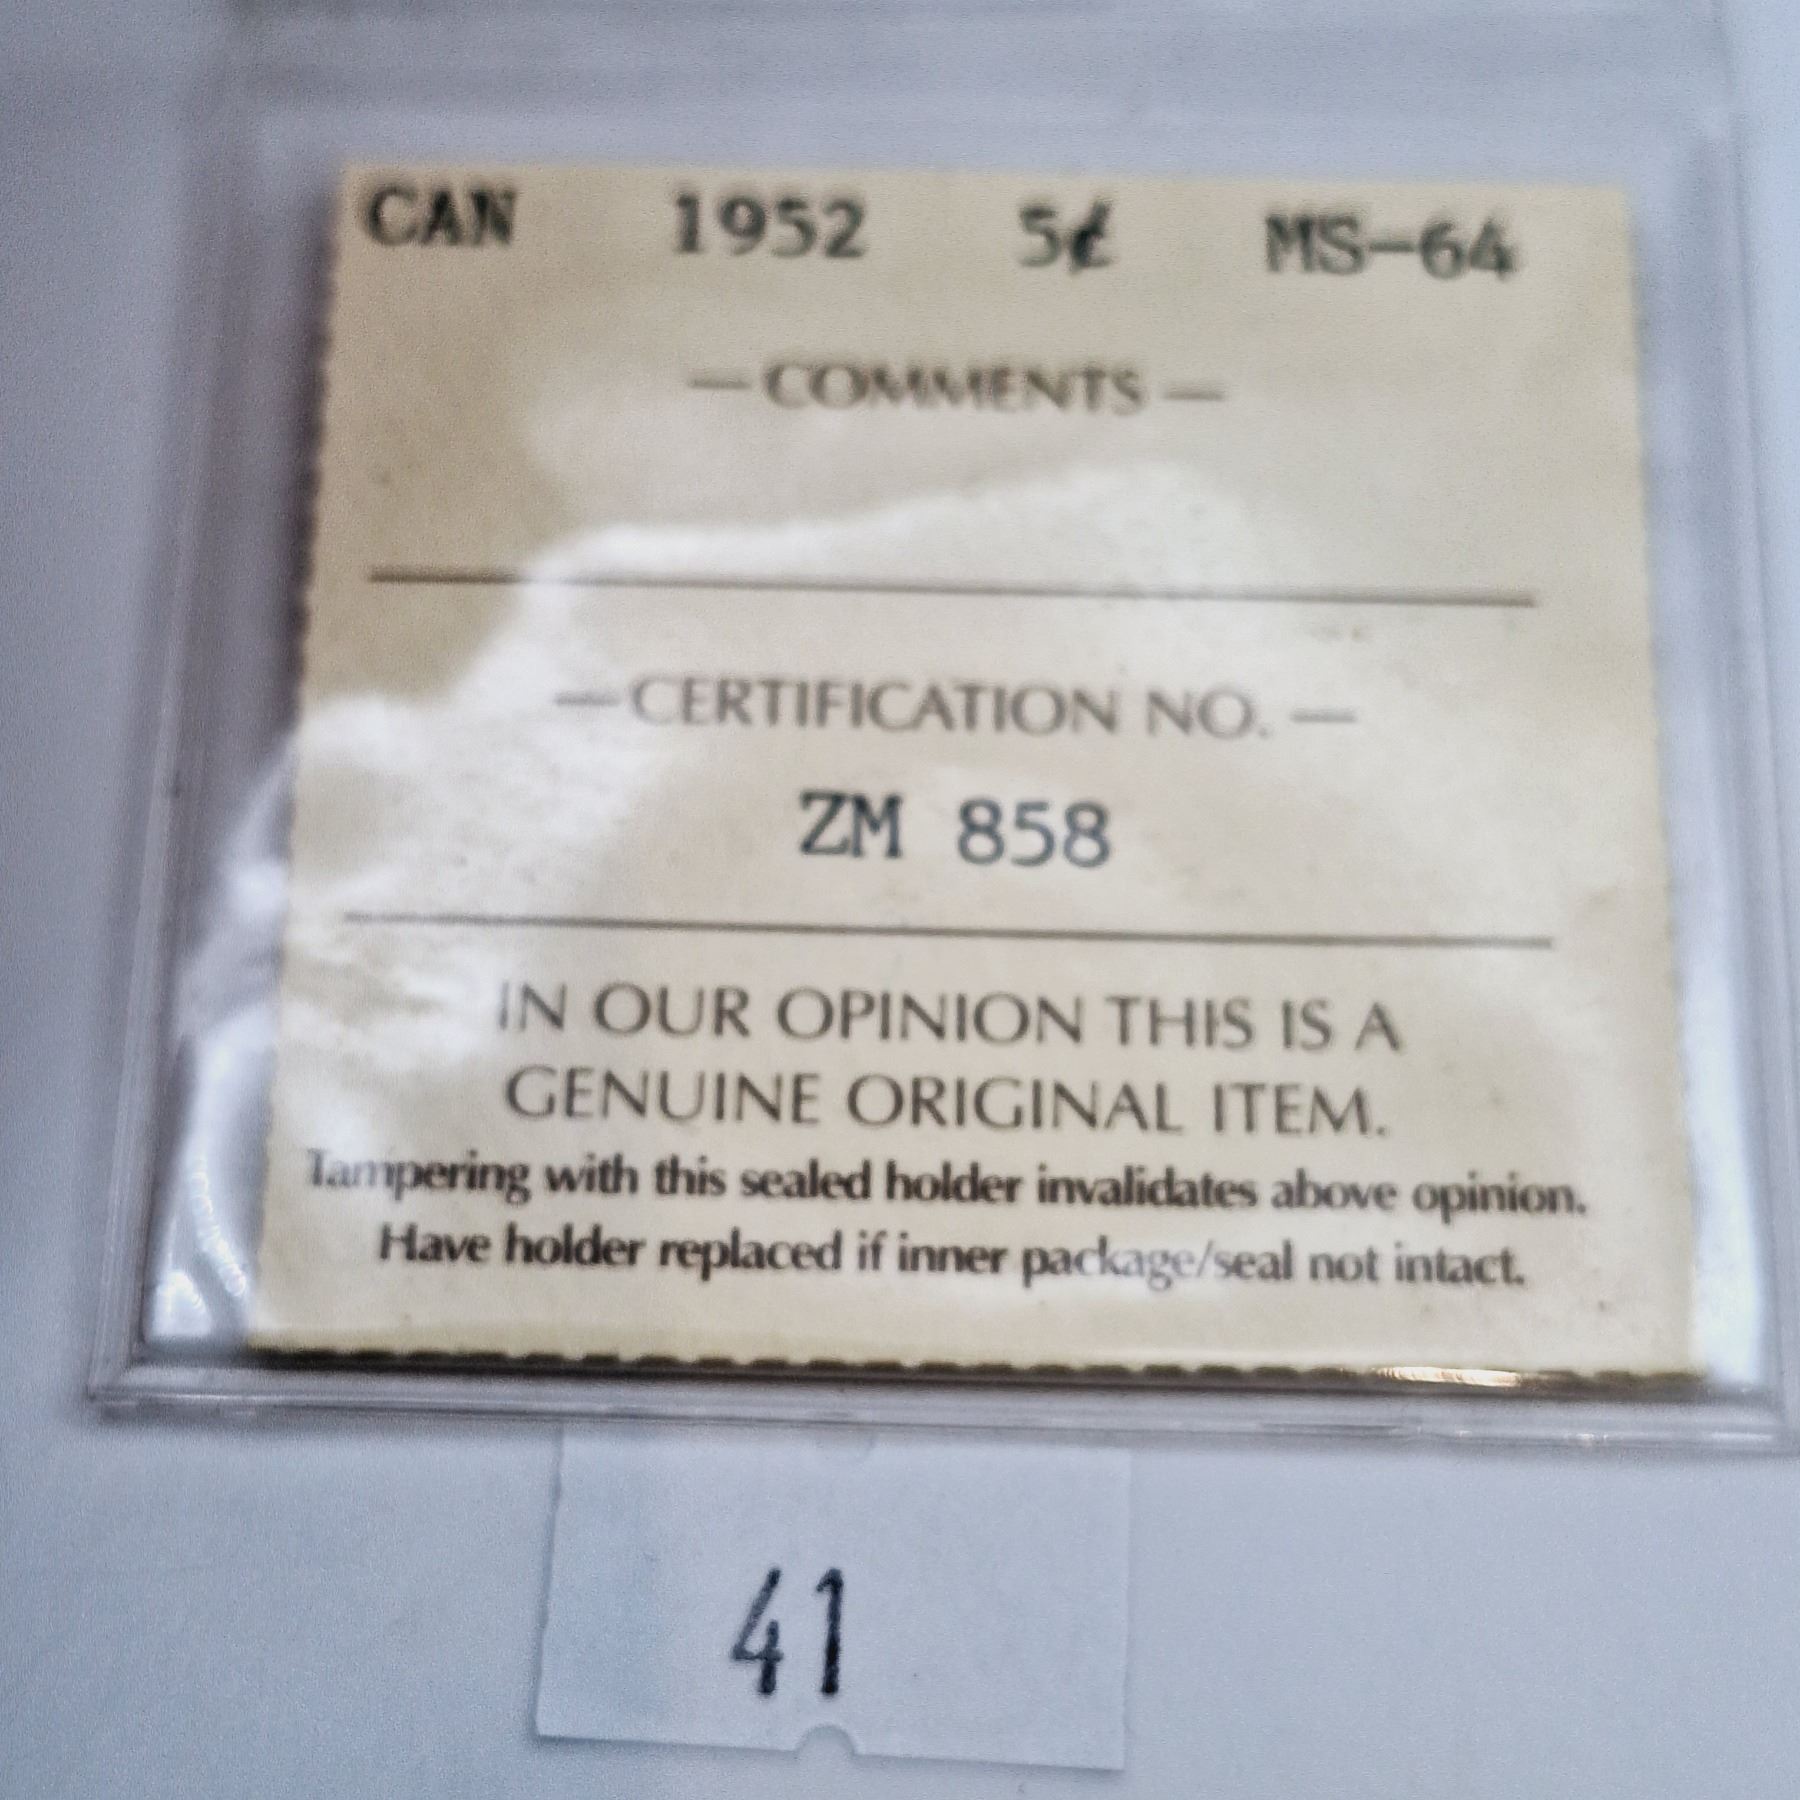 CAN 1952 5¢ MS-64
— COMMENTS —
— CERTIFICATION NO. —
ZM 858
IN OUR OPINION THIS IS A
GENUINE ORIGINAL ITEM.
Tampering with this sealed holder invalidates above opinion.
Have holder replaced if inner package/seal not intact.
41